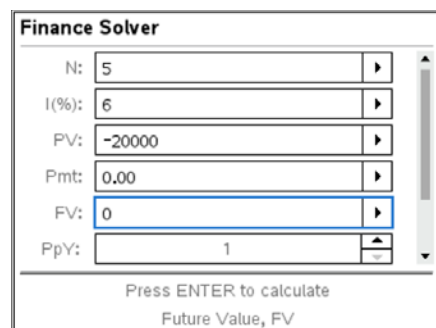 Finance Solver
N: 5
I(%): 6
PV: -20000
Pmt: 0.00
FV: 0
PpY: 1
Press ENTER to calculate
Future Value, FV